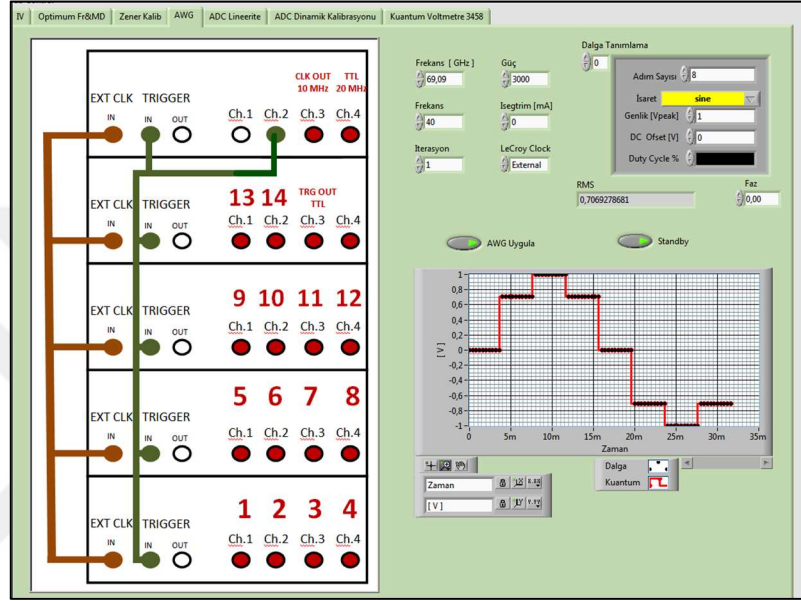 IV Optimum Fr&MD Zener Kalib AWG ADC Lineerite ADC Dinamik Kalibrasyonu Kuantum Voltmetre 3458
CLK OUT TTL
10 MHz 20 MHz
EXT CLK TRIGGER Ch.1 Ch.2 Ch.3 Ch.4
IN IN OUT
13 14 TRG OUT
TTL
EXT CLK TRIGGER Ch.1 Ch.2 Ch.3 Ch.4
IN IN OUT
9 10 11 12
EXT CLK TRIGGER Ch.1 Ch.2 Ch.3 Ch.4
IN IN OUT
5 6 7 8
EXT CLK TRIGGER Ch.1 Ch.2 Ch.3 Ch.4
IN IN OUT
1 2 3 4
EXT CLK TRIGGER Ch.1 Ch.2 Ch.3 Ch.4
IN IN OUT
Frekans [ GHz ] Güç
69,09 3000
Frekans Isegtrim [mA]
40 0
Iterasyon LeCroy Clock
1 External
Dalga Tanımlama
0
Adım Sayısı 8
İsaret sine
Genlik [Vpeak] 1
DC Ofset [V] 0
Duty Cycle %
RMS Faz
0,7069278681 0,00
AWG Uygula Standby
1
0,8
0,6
0,4
0,2
0
-0,2
-0,4
-0,6
-0,8
-1
[ V ]
0 5m 10m 15m 20m 25m 30m 35m
Zaman
Zaman
[ V ]
Dalga
Kuantum